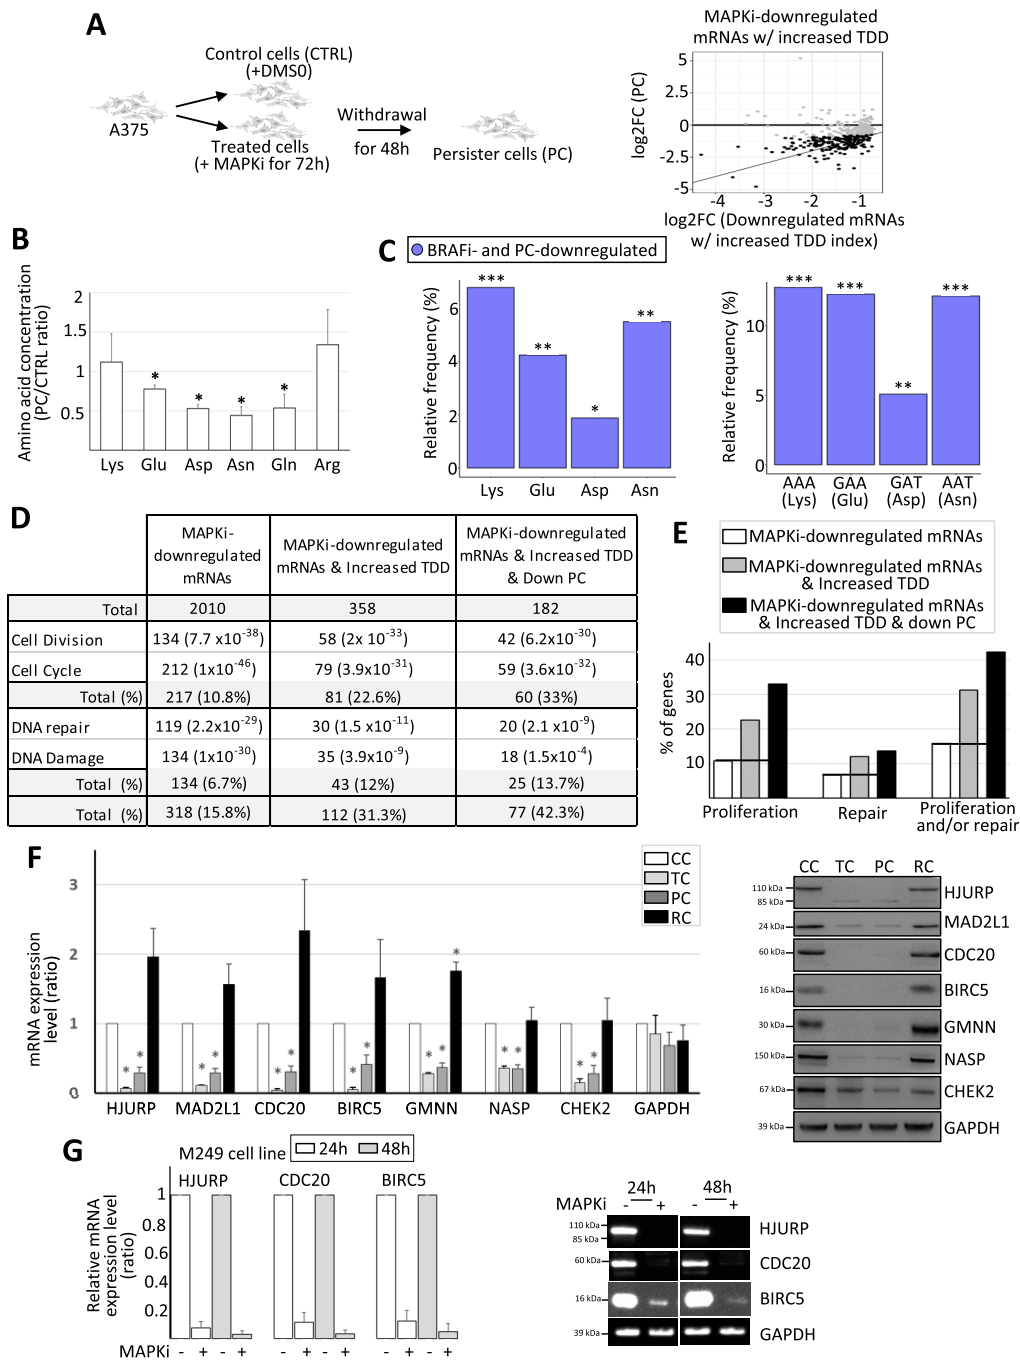 A
Control cells (CTRL)
(+DMS0)
A375
Treated cells
(+ MAPKi for 72h)
Withdrawal
for 48h
Persister cells (PC)
MAPKi-downregulated
mRNAs w/ increased TDD
log2FC (PC)
5
2.5
0
-2.5
-5
-4 -3 -2 -1
log2FC (Downregulated mRNAs
w/ increased TDD index)
B
Amino acid concentration
(PC/CTRL ratio)
2
1.5
1
0.5
* * * *
Lys Glu Asp Asn Gln Arg
C
BRAFi- and PC-downregulated
Relative frequency (%)
6
4
2
0
*** ** * **
Lys Glu Asp Asn
Relative frequency (%)
10
5
0
*** *** ** ***
AAA GAA GAT AAT
(Lys) (Glu) (Asp) (Asn)
D
MAPKi-
downregulated
mRNAs
MAPKi-downregulated
mRNAs & Increased TDD
MAPKi-downregulated
mRNAs & Increased TDD
& Down PC
Total 2010 358 182
Cell Division 134 (7.7 x10-38) 58 (2x 10-33) 42 (6.2x10-30)
Cell Cycle 212 (1x10-46) 79 (3.9x10-31) 59 (3.6x10-32)
Total (%) 217 (10.8%) 81 (22.6%) 60 (33%)
DNA repair 119 (2.2x10-29) 30 (1.5 x10-11) 20 (2.1 x10-9)
DNA Damage 134 (1x10-30) 35 (3.9x10-9) 18 (1.5x10-4)
Total (%) 134 (6.7%) 43 (12%) 25 (13.7%)
Total (%) 318 (15.8%) 112 (31.3%) 77 (42.3%)
E
MAPKi-downregulated mRNAs
MAPKi-downregulated mRNAs
& Increased TDD
MAPKi-downregulated mRNAs
& Increased TDD & down PC
% of genes
40
30
20
10
Proliferation Repair Proliferation
and/or repair
F
mRNA expression
level (ratio)
3
2
1
0
CC
TC
PC
RC
* * * * * * * * * * * * * * *
HJURP MAD2L1 CDC20 BIRC5 GMNN NASP CHEK2 GAPDH
CC TC PC RC
110 kDa
85 kDa
HJURP
24 kDa MAD2L1
60 kDa CDC20
16 kDa BIRC5
30 kDa GMNN
150 kDa NASP
67 kDa CHEK2
39 kDa GAPDH
G
M249 cell line 24h 48h
HJURP CDC20 BIRC5
Relative mRNA
expression level
(ratio)
1
0.8
0.6
0.4
0.2
MAPKi - + - + - + - + - + - +
24h 48h
MAPKi - + - +
110 kDa
85 kDa
HJURP
60 kDa CDC20
16 kDa BIRC5
39 kDa GAPDH